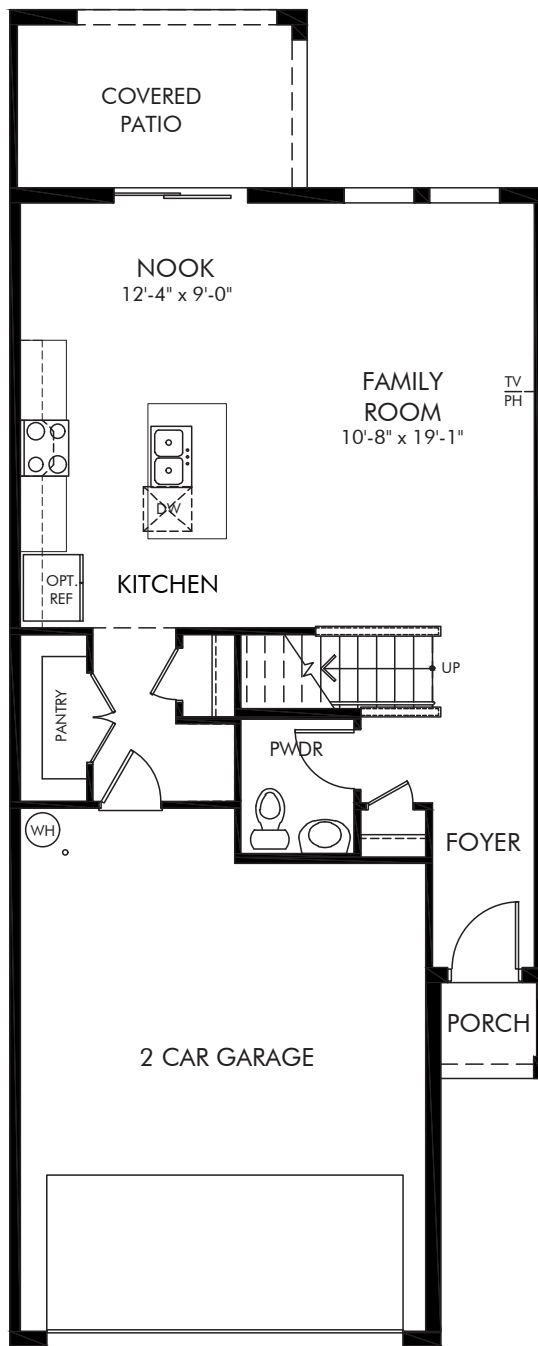 COVERED
PATIO
NOOK
12'-4" x 9'-0"
FAMILY
ROOM
10'-8" x 19'-1"
TV
PH
DW
OPT.
REF
KITCHEN
UP
PANTRY
PWDR
WH
FOYER
PORCH
2 CAR GARAGE